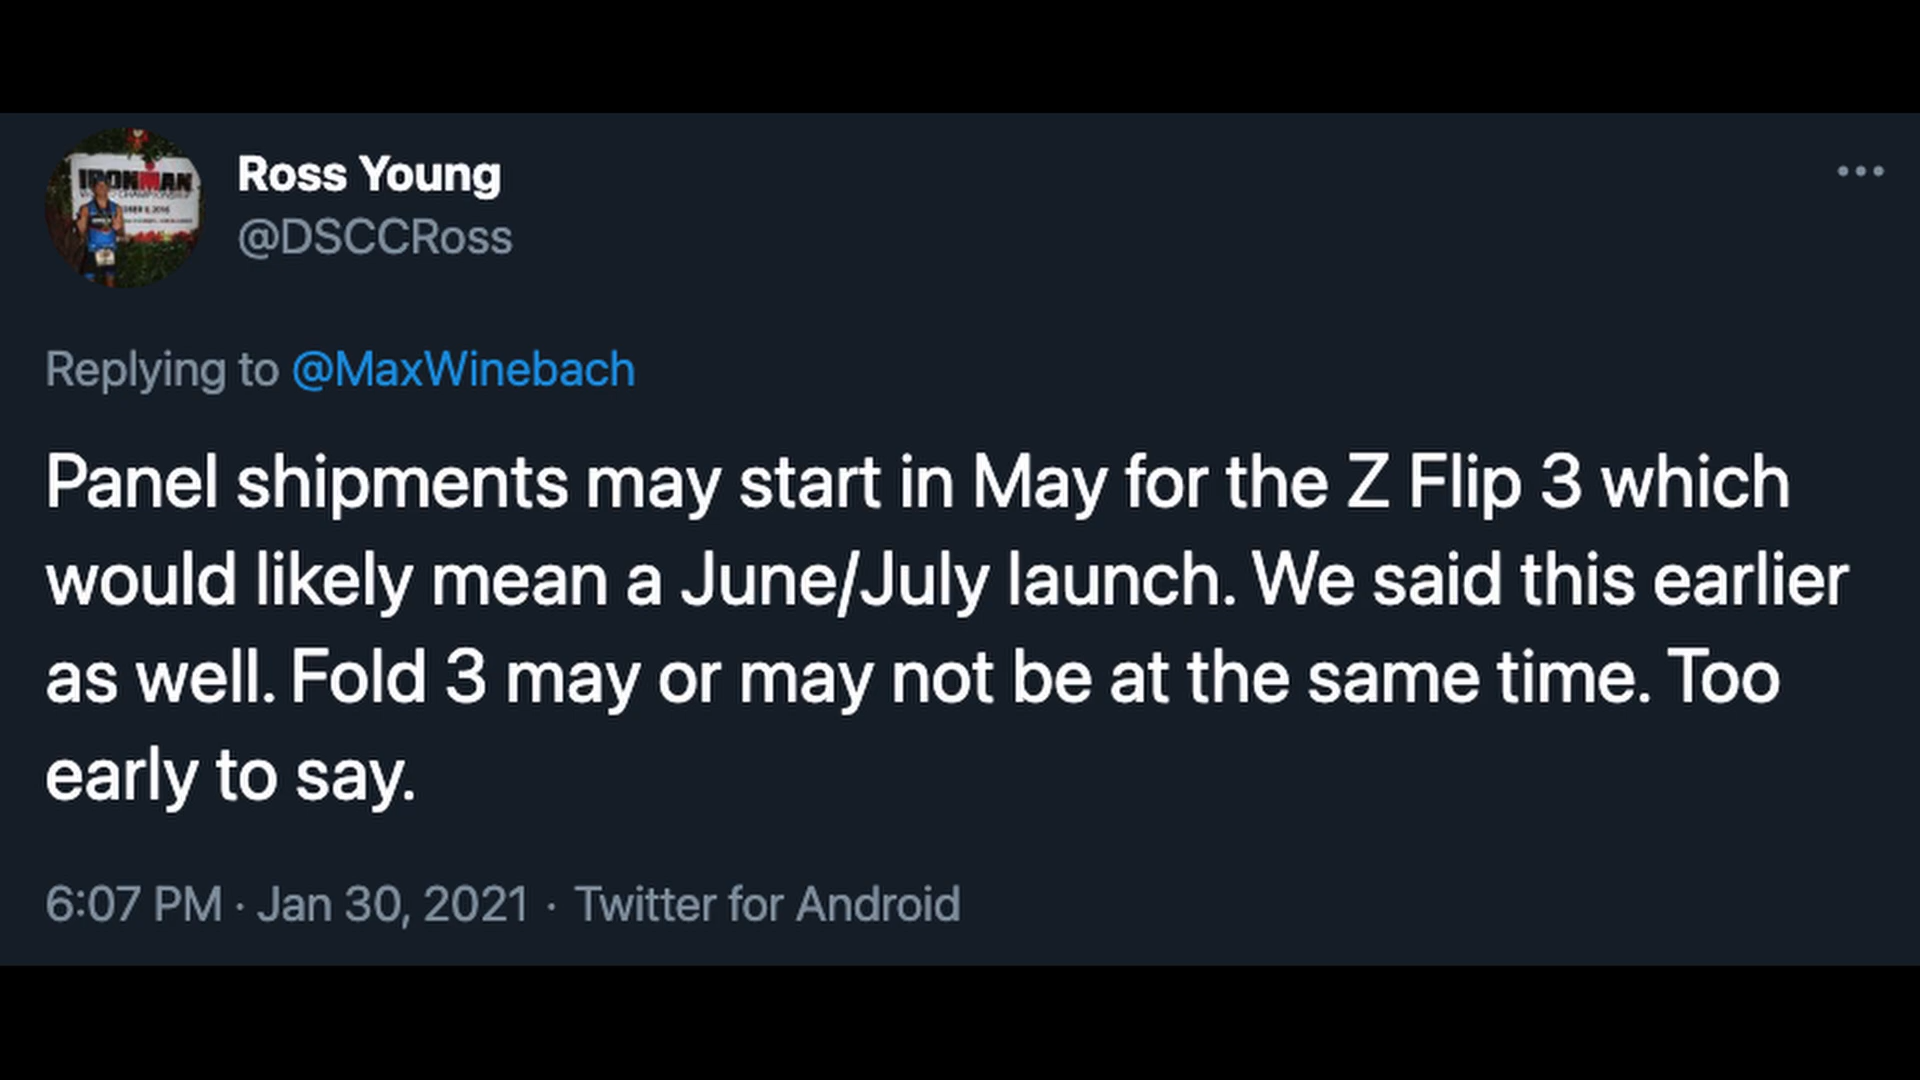 IRONMAN
Ross Young
@DSCCRoss
Replying to @MaxWinebach
Panel shipments may start in May for the Z Flip 3 which
would likely mean a June/July launch. We said this earlier
as well. Fold 3 may or may not be at the same time. Too
early to say.
6:07 PM · Jan 30, 2021 · Twitter for Android